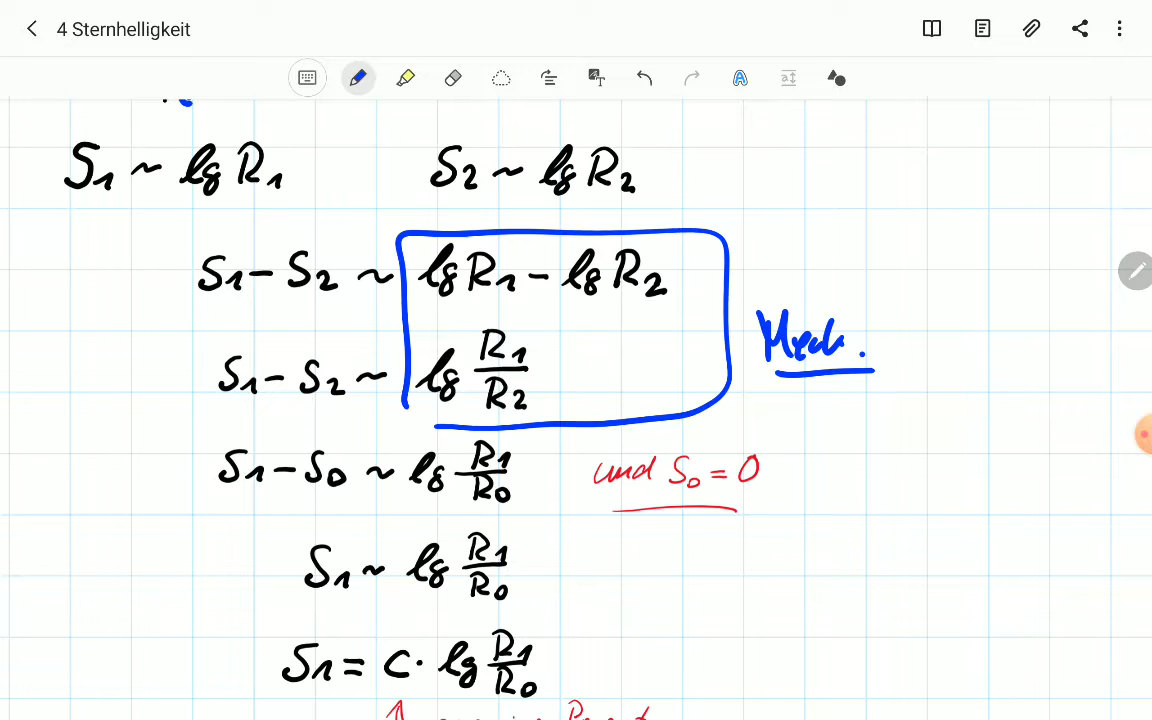 4 Sternhelligkeit
S1 ~ lg R1 S2 ~ lg R2
S1 - S2 ~ lg R1 - lg R2
S1 - S2 ~ lg R1/R2
S1 - S0 ~ lg R1/R0 und S0 = 0
S1 ~ lg R1/R0
S1 = C · lg R1/R0